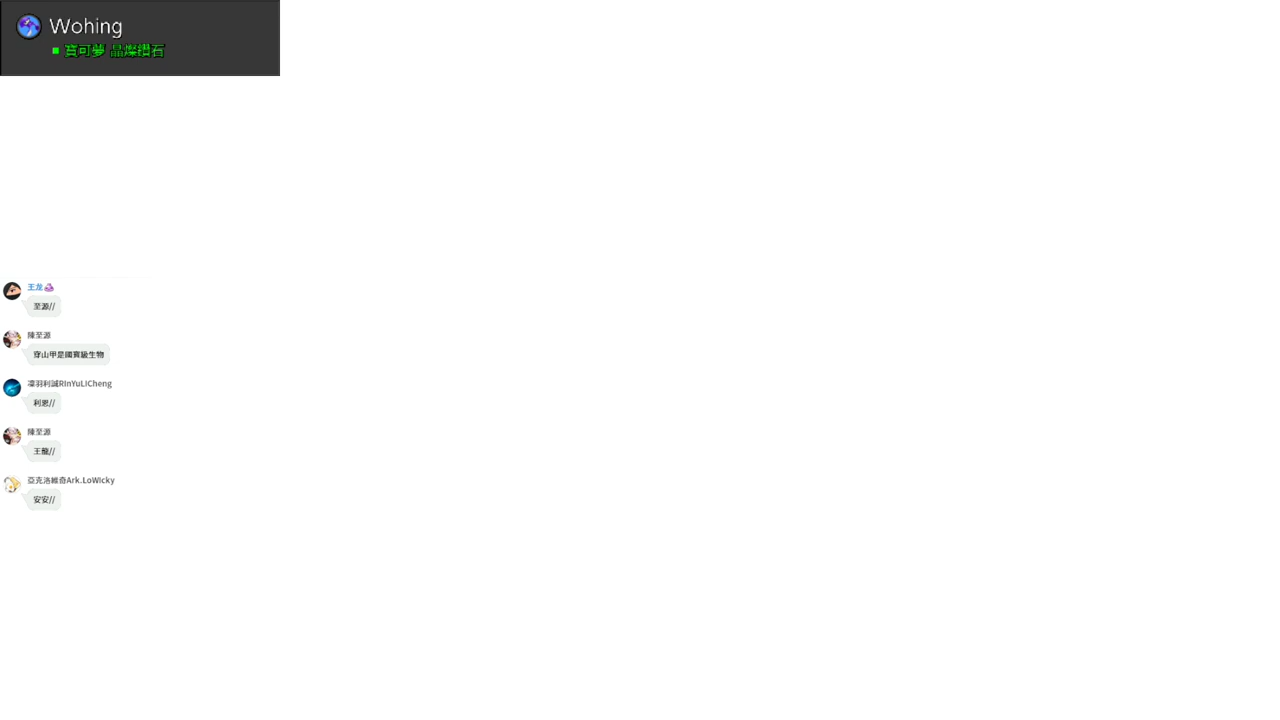 Wohing
寶可夢 晶燦鑽石
王龙
至源//
陳至源
穿山甲是國寶級生物
凜羽利誠RInYuLICheng
利恩//
陳至源
王龍//
亞克洛維奇Ark.LoWIcky
安安//